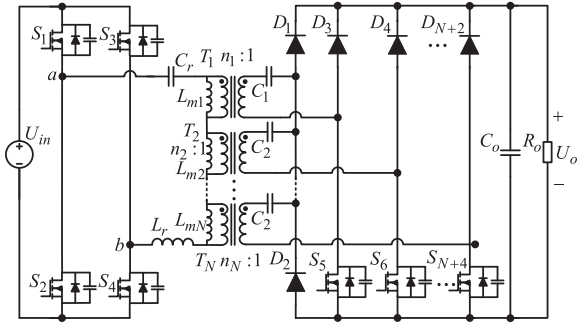 S1 S3 D1 D3 D4 DN+2
a Cr T1 n1 : 1
Lm1 C1
Uin T2 n2 : 1 C2 Co Ro + Uo −
Lm2
Lr LmN C2
b
S2 S4 TN nN : 1 D2 S5 S6 SN+4